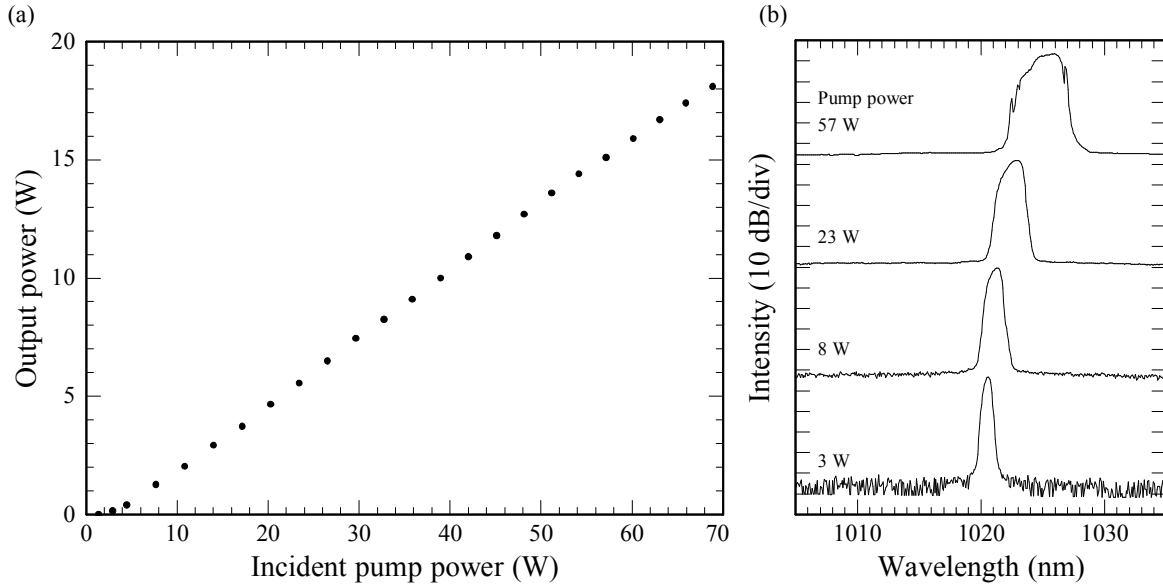 (a)
20
15
10
5
0
Output power (W)
0
10
20
30
40
50
60
70
Incident pump power (W)
(b)
Intensity (10 dB/div)
Pump power
57 W
23 W
8 W
3 W
1010
1020
1030
Wavelength (nm)